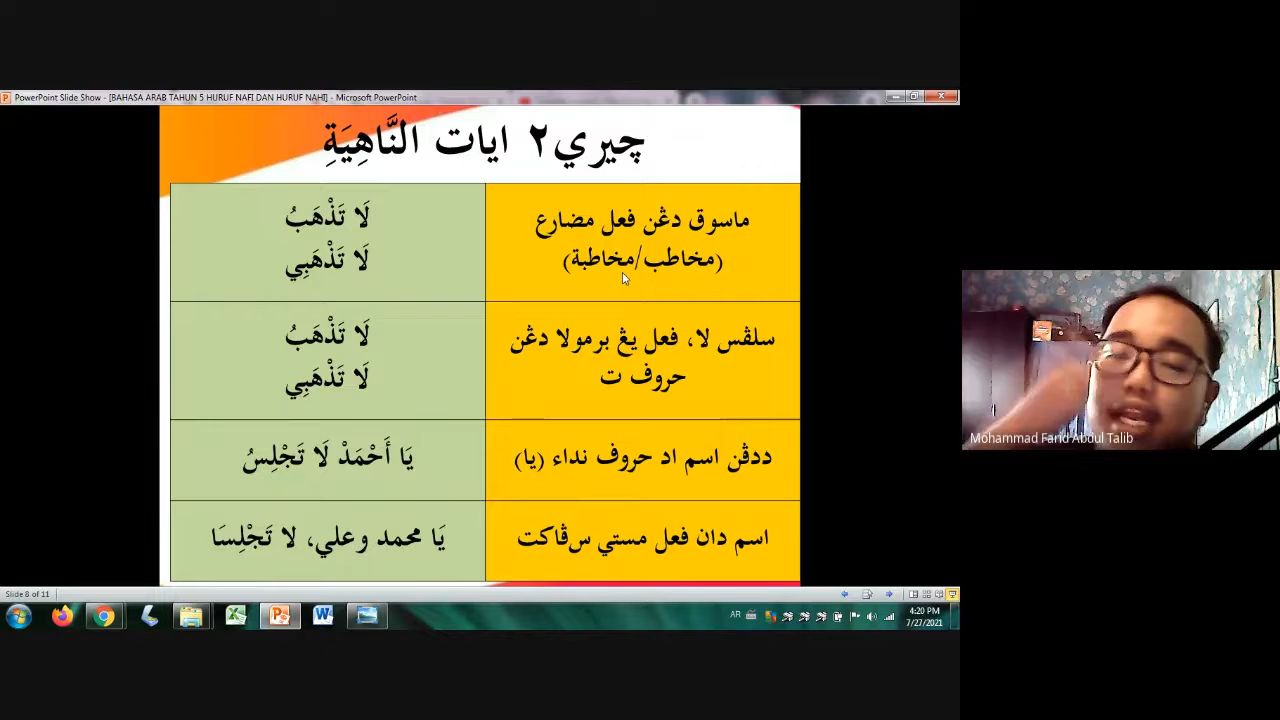 PowerPoint Slide Show - [BAHASA ARAB TAHUN 5 HURUF NAFI DAN HURUF NAHI] - Microsoft PowerPoint
چيري٢ ايات النَّاهِيَةِ
ماسوق دڠن فعل مضارع
(مخاطب/مخاطبة)
لَا تَذْهَبُ
لَا تَذْهَبِي
سلڤس لا، فعل يڠ برمولا دڠن
حروف ت
لَا تَذْهَبُ
لَا تَذْهَبِي
ددڤن اسم اد حروف نداء (يا)
يَا أَحْمَدْ لَا تَجْلِسُ
اسم دان فعل مستي سڤاكت
يَا محمد وعلي، لا تَجْلِسَا
Mohammad Farid Abdul Talib
Slide 8 of 11
AR
4:20 PM
7/27/2021